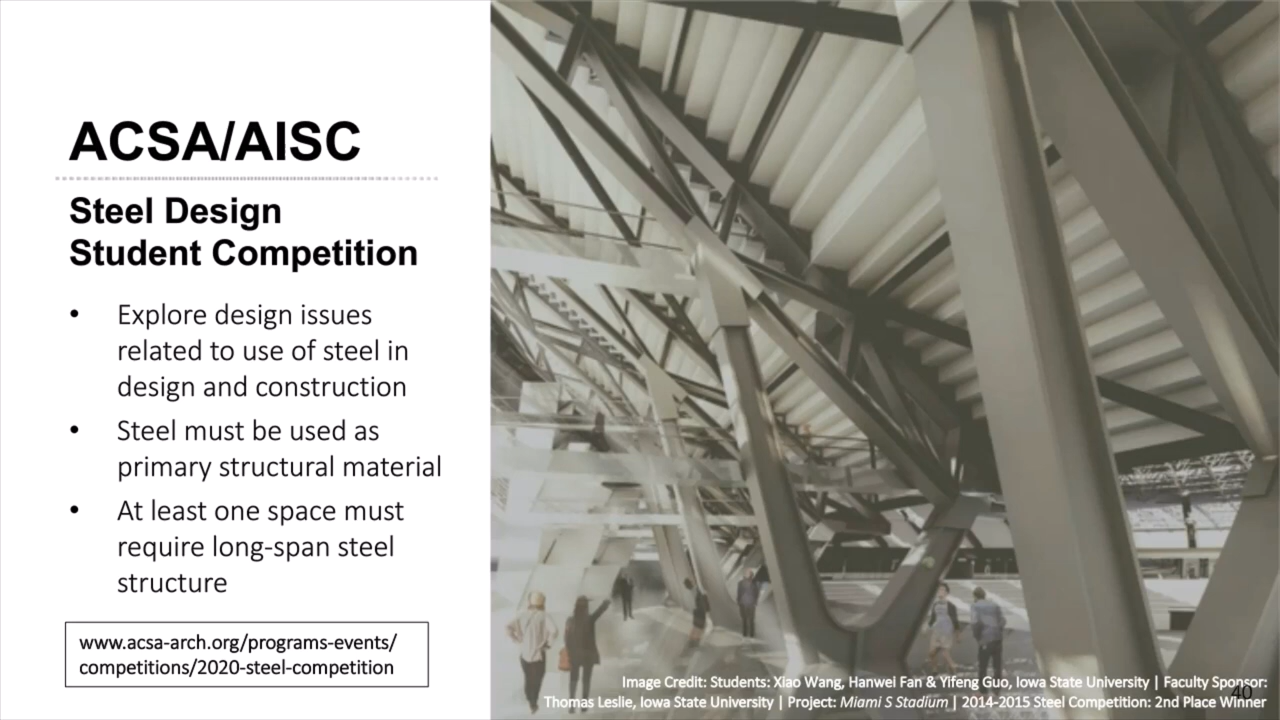 ACSA/AISC
Steel Design
Student Competition
• Explore design issues
related to use of steel in
design and construction
• Steel must be used as
primary structural material
• At least one space must
require long-span steel
structure
www.acsa-arch.org/programs-events/
competitions/2020-steel-competition
Image Credit: Students: Xiao Wang, Hanwei Fan & Yifeng Guo, Iowa State University | Faculty Sponsor:
Thomas Leslie, Iowa State University | Project: Miami S Stadium | 2014-2015 Steel Competition: 2nd Place Winner
40